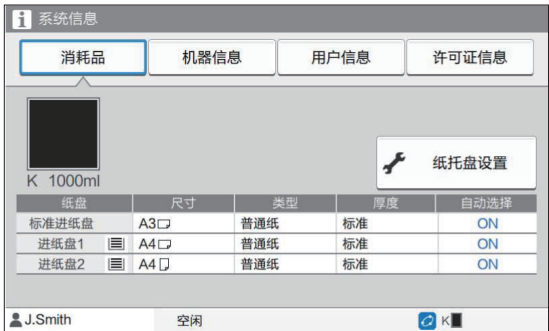 系统信息
消耗品 机器信息 用户信息 许可证信息
K 1000ml
纸托盘设置
纸盘 尺寸 类型 厚度 自动选择
标准进纸盘 A3 普通纸 标准 ON
进纸盘1 A4 普通纸 标准 ON
进纸盘2 A4 普通纸 标准 ON
J.Smith 空闲 K